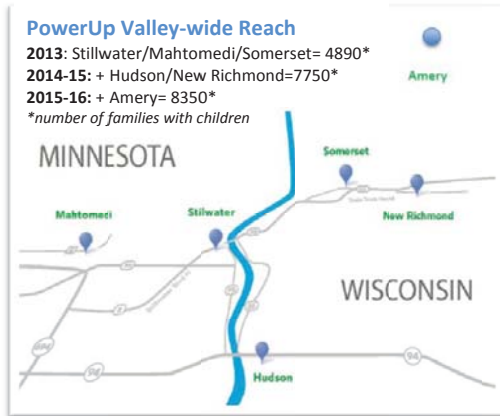 PowerUp Valley-wide Reach
2013: Stillwater/Mahtomedi/Somerset= 4890*
2014-15: + Hudson/New Richmond=7750*
2015-16: + Amery= 8350*
*number of families with children
Amery
MINNESOTA
Somerset
Mahtomedi
Stilwater
New Richmond
WISCONSIN
94
94
Hudson